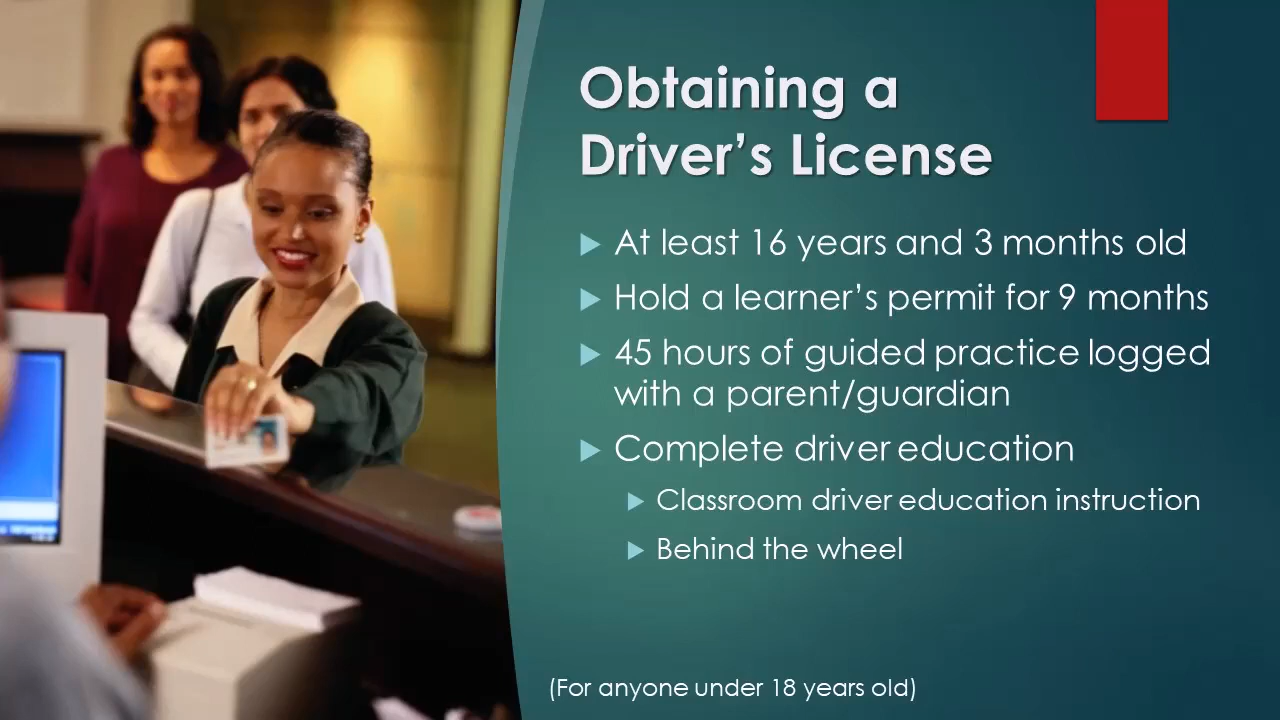 Obtaining a
Driver’s License
At least 16 years and 3 months old
Hold a learner’s permit for 9 months
45 hours of guided practice logged
with a parent/guardian
Complete driver education
Classroom driver education instruction
Behind the wheel
(For anyone under 18 years old)